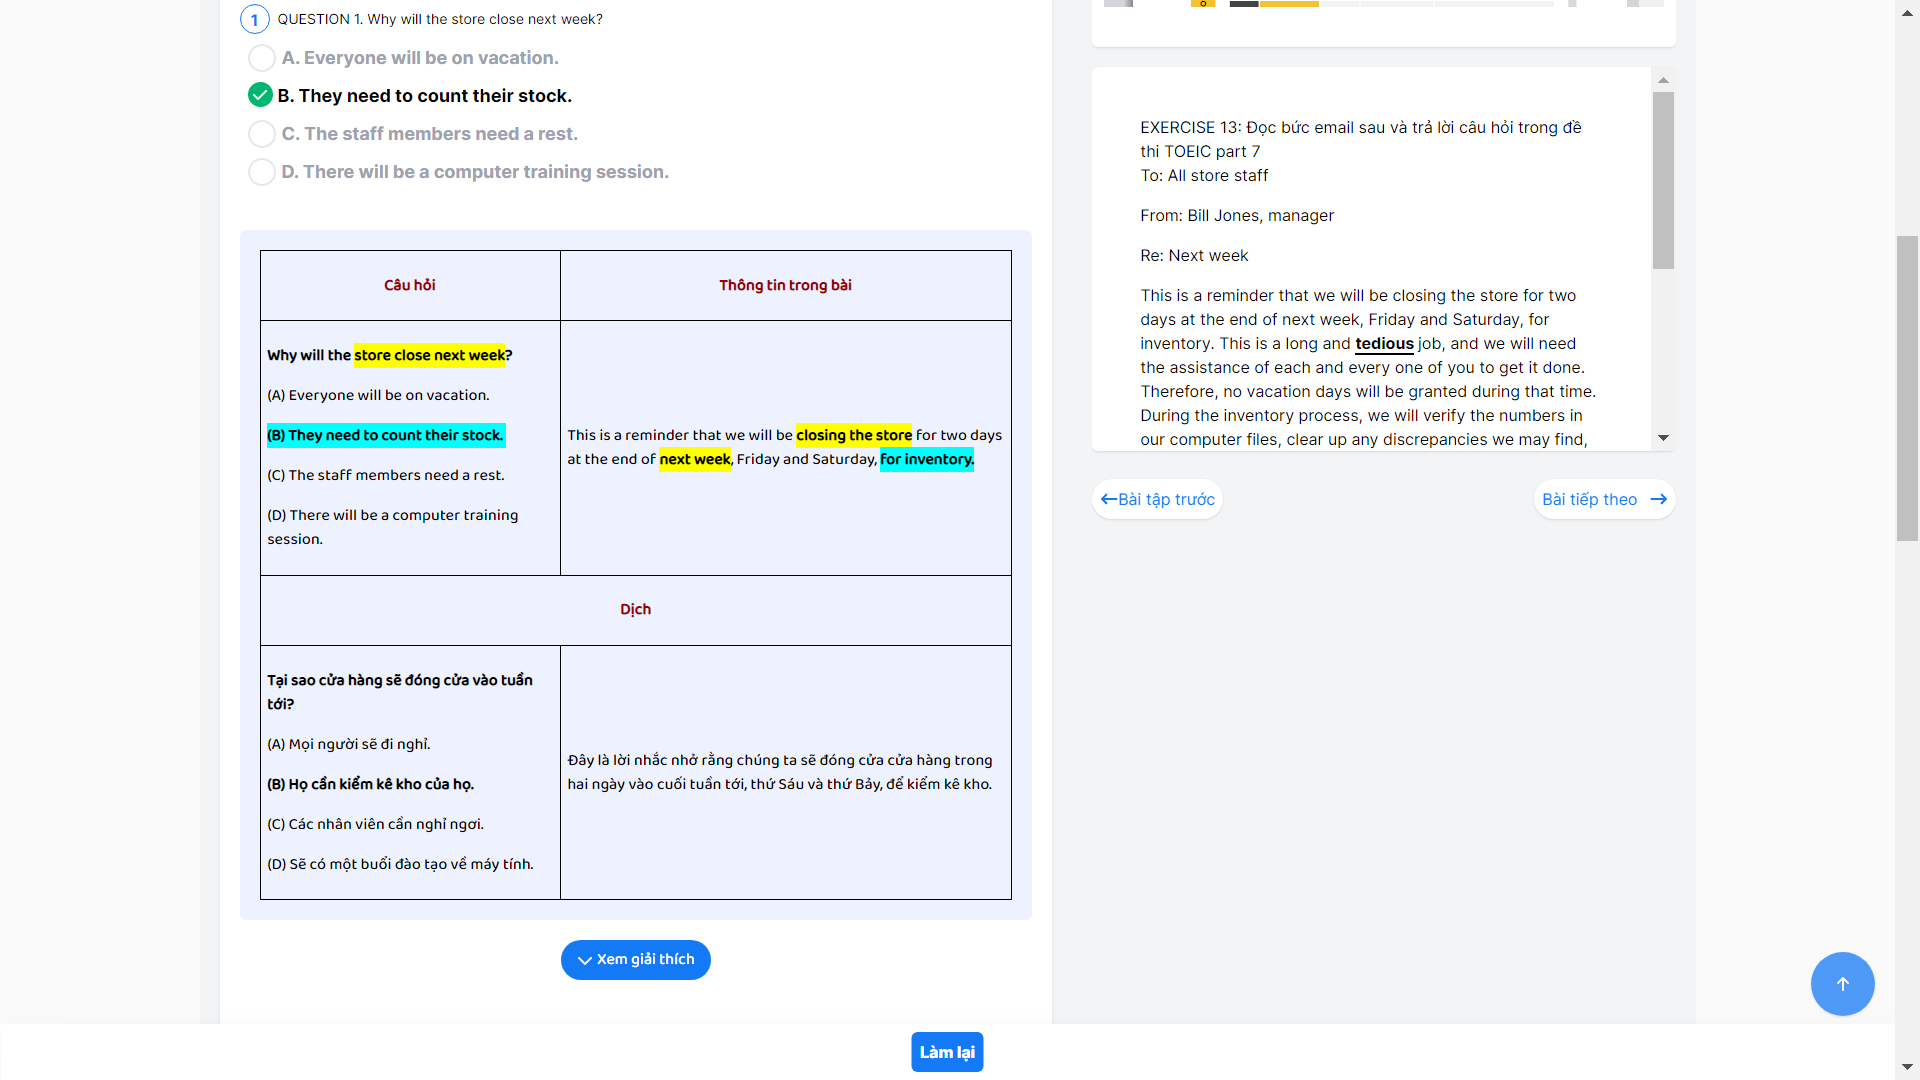 1 QUESTION 1. Why will the store close next week?
A. Everyone will be on vacation.
B. They need to count their stock.
C. The staff members need a rest.
D. There will be a computer training session.
Câu hỏi
Thông tin trong bài
Why will the store close next week?
(A) Everyone will be on vacation.
(B) They need to count their stock.
(C) The staff members need a rest.
(D) There will be a computer training
session.
This is a reminder that we will be closing the store for two days
at the end of next week, Friday and Saturday, for inventory.
Dịch
Tại sao cửa hàng sẽ đóng cửa vào tuần
tới?
(A) Mọi người sẽ đi nghỉ.
(B) Họ cần kiểm kê kho của họ.
(C) Các nhân viên cần nghỉ ngơi.
(D) Sẽ có một buổi đào tạo về máy tính.
Đây là lời nhắc nhở rằng chúng ta sẽ đóng cửa cửa hàng trong
hai ngày vào cuối tuần tới, thứ Sáu và thứ Bảy, để kiểm kê kho.
Xem giải thích
EXERCISE 13: Đọc bức email sau và trả lời câu hỏi trong đề
thi TOEIC part 7
To: All store staff
From: Bill Jones, manager
Re: Next week
This is a reminder that we will be closing the store for two
days at the end of next week, Friday and Saturday, for
inventory. This is a long and tedious job, and we will need
the assistance of each and every one of you to get it done.
Therefore, no vacation days will be granted during that time.
During the inventory process, we will verify the numbers in
our computer files, clear up any discrepancies we may find,
Bài tập trước
Bài tiếp theo
Làm lại